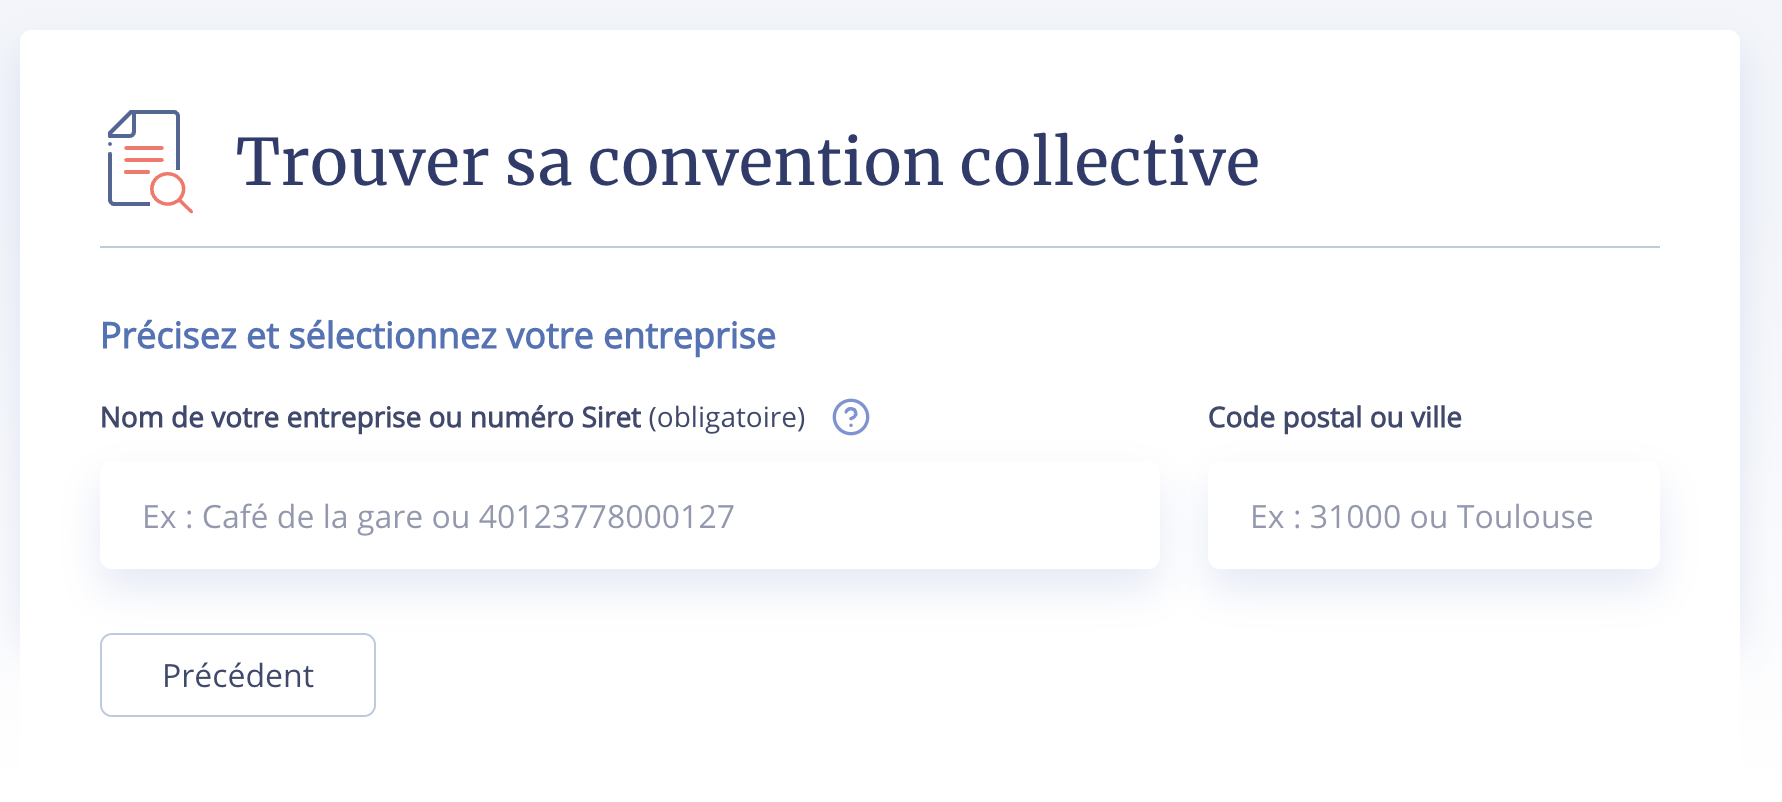 Trouver sa convention collective
Précisez et sélectionnez votre entreprise
Nom de votre entreprise ou numéro Siret (obligatoire) ?
Code postal ou ville
Ex : Café de la gare ou 40123778000127
Ex : 31000 ou Toulouse
Précédent